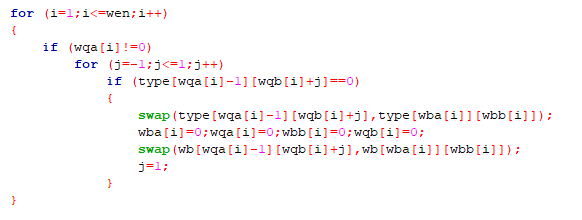 for (i=1;i<=wen;i++)
{
if (wqa[i]!=0)
for (j=-1;j<=1;j++)
if (type[wqa[i]-1][wqb[i]+j]==0)
{
swap(type[wqa[i]-1][wqb[i]+j],type[wba[i]][wbb[i]]);
wba[i]=0;wqa[i]=0;wbb[i]=0;wqb[i]=0;
swap(wb[wqa[i]-1][wqb[i]+j],wb[wba[i]][wbb[i]]);
j=1;
}
}